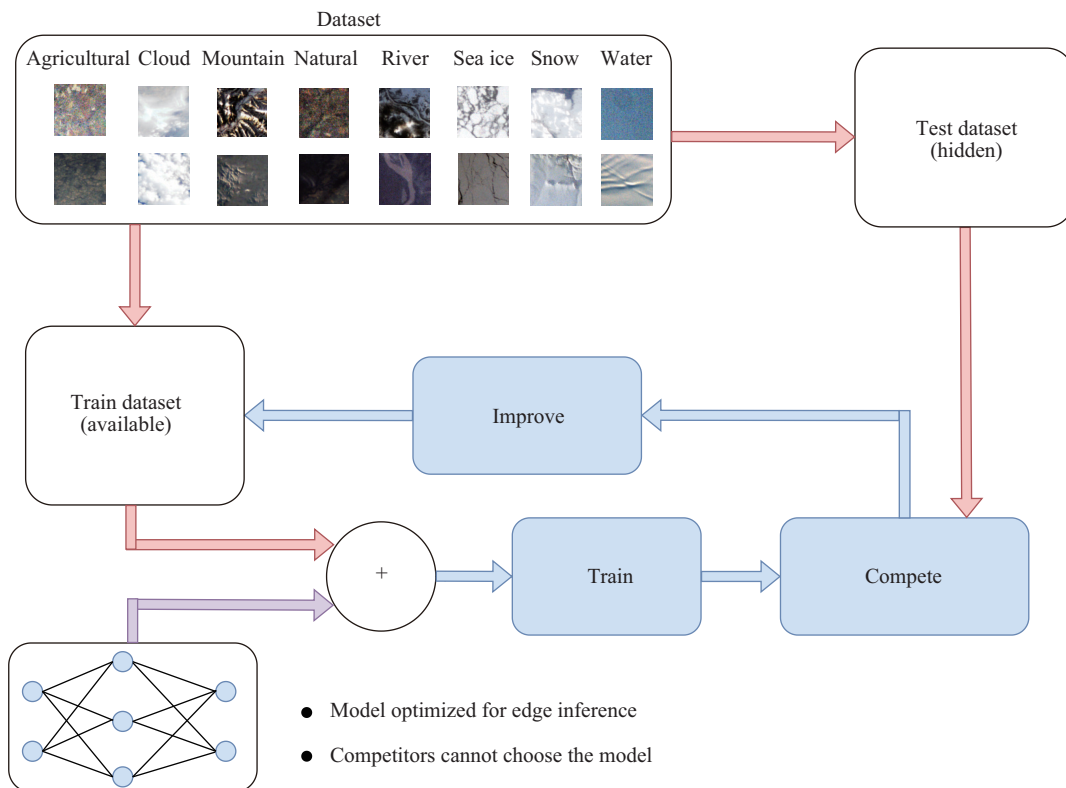 Dataset
Agricultural Cloud Mountain Natural River Sea ice Snow Water
Test dataset
(hidden)
Train dataset
(available)
Improve
+
Train
Compete
● Model optimized for edge inference
● Competitors cannot choose the model